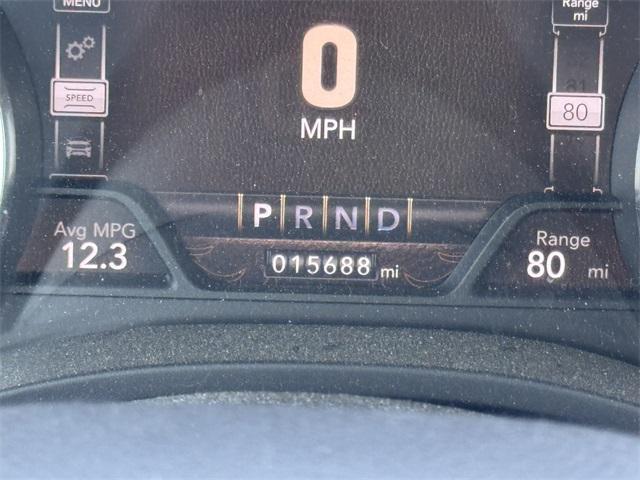 MENU
Range
mi
0
MPH
SPEED
80
P R N D
Avg MPG
12.3
015688 mi
Range
80 mi